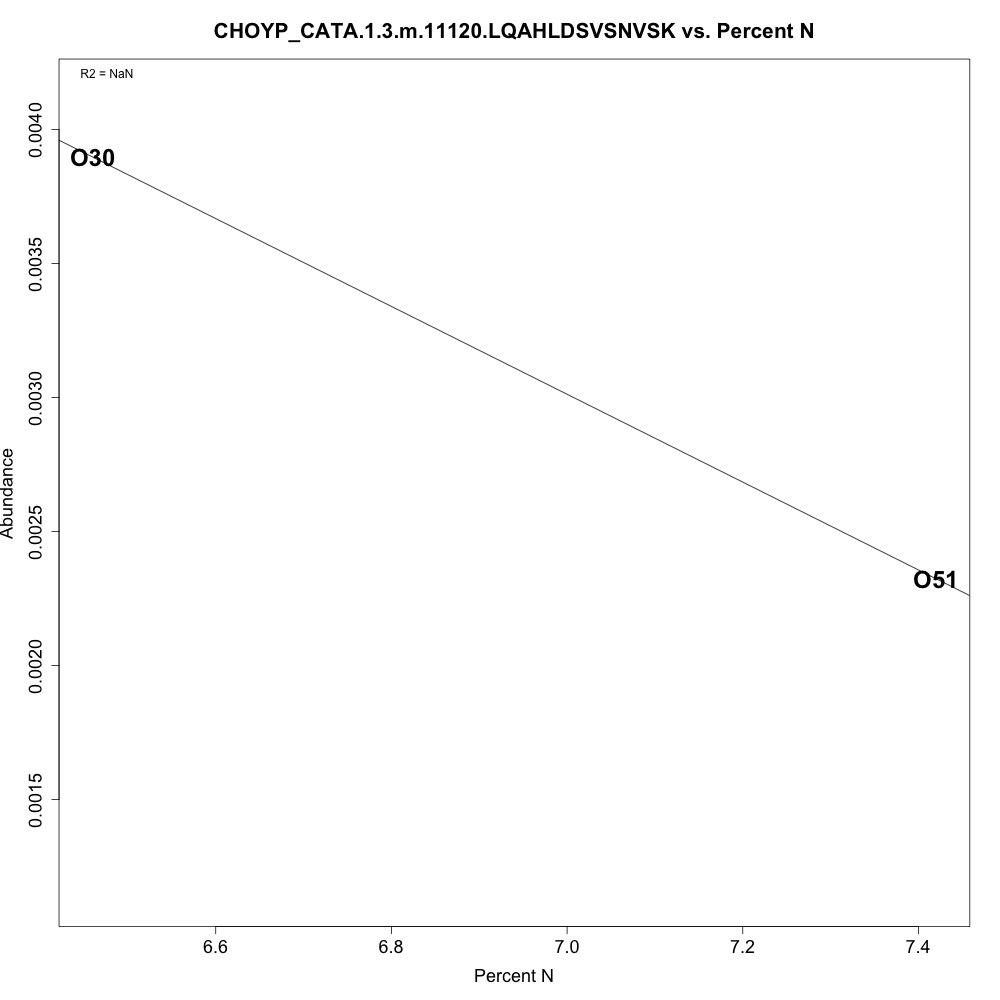 CHOYP_CATA.1.3.m.11120.LQAHLDSVSNVSK vs. Percent N
R2 = NaN
0.0040
O30
0.0035
0.0030
Abundance
0.0025
O51
0.0020
0.0015
6.6 6.8 7.0 7.2 7.4
Percent N